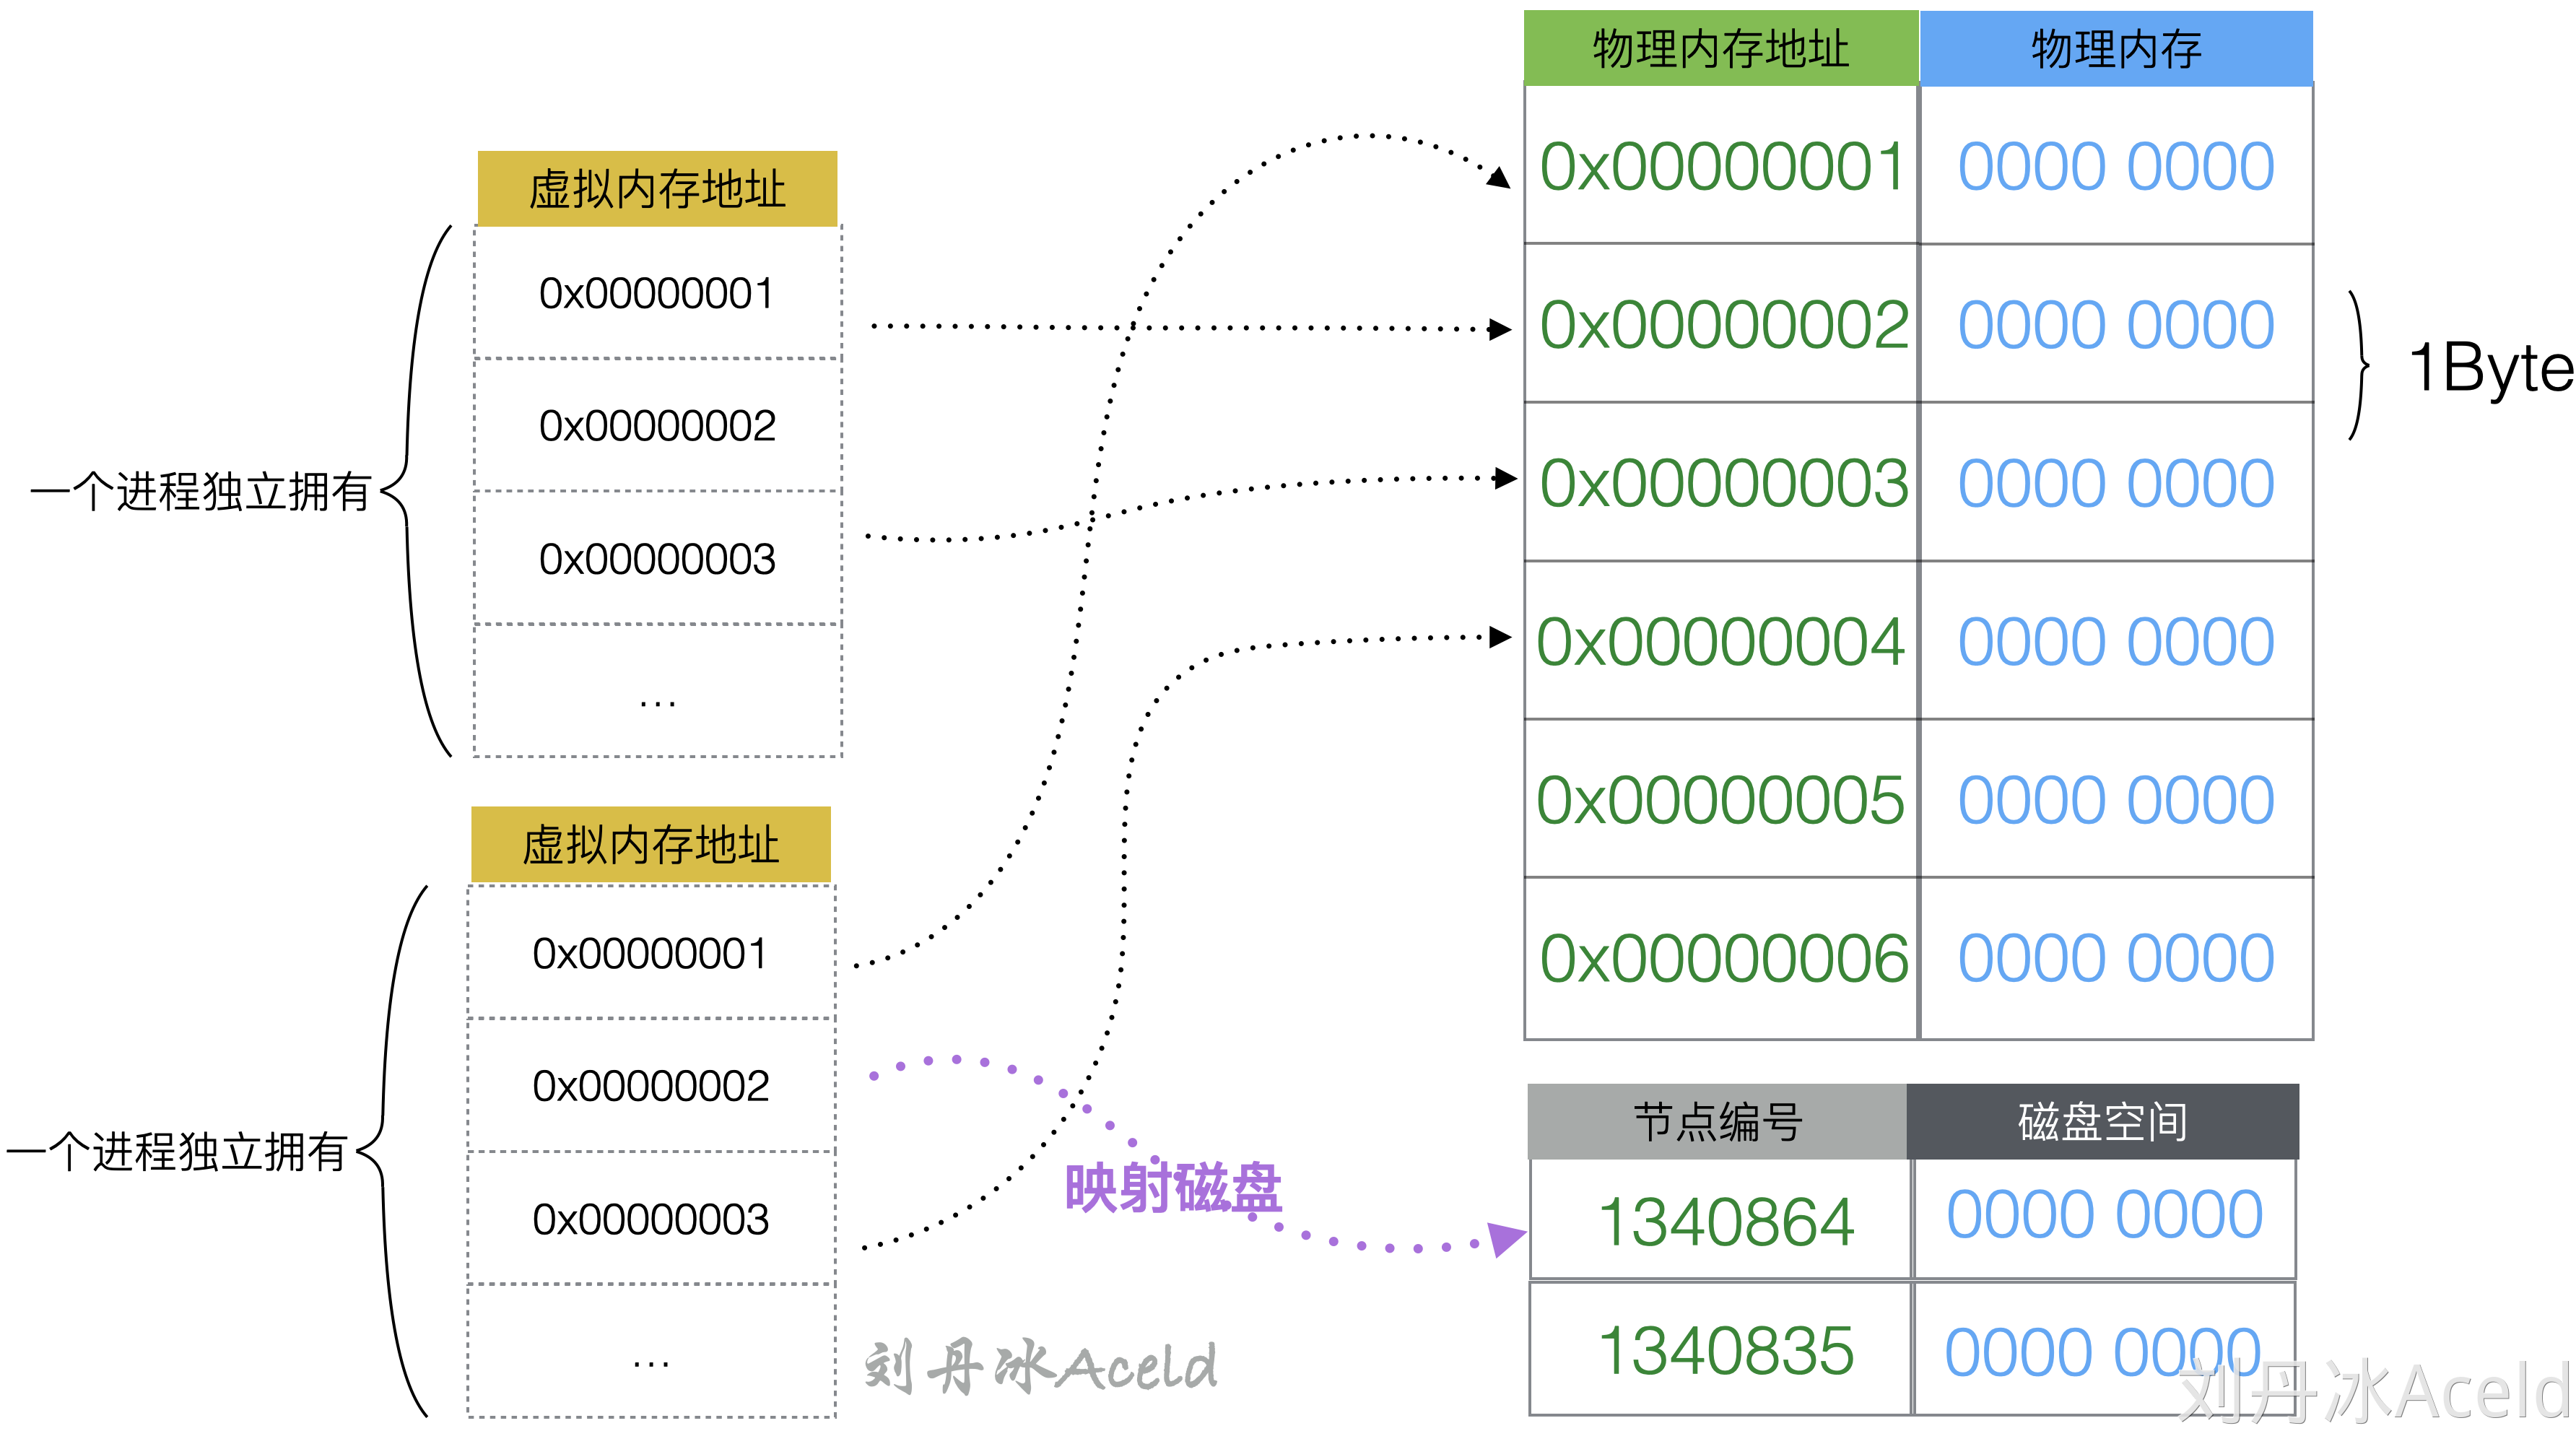 虚拟内存地址
0x00000001
0x00000002
0x00000003
...
一个进程独立拥有
虚拟内存地址
0x00000001
0x00000002
0x00000003
...
一个进程独立拥有
映射磁盘
物理内存地址 物理内存
0x00000001 0000 0000
0x00000002 0000 0000
0x00000003 0000 0000
0x00000004 0000 0000
0x00000005 0000 0000
0x00000006 0000 0000
1Byte
节点编号 磁盘空间
1340864 0000 0000
1340835 0000 0000
刘丹冰Aceld
刘丹冰Aceld